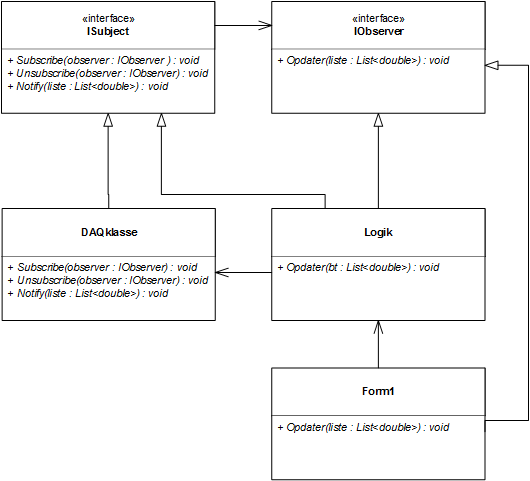 «interface»
ISubject
+ Subscribe(observer : IObserver ) : void
+ Unsubscribe(observer : IObserver) : void
+ Notify(liste : List<double>) : void
«interface»
IObserver
+ Opdater(liste : List<double>) : void
DAQklasse
+ Subscribe(observer : IObserver) : void
+ Unsubscribe(observer : IObserver) : void
+ Notify(liste : List<double>) : void
Logik
+ Opdater(bt : List<double>) : void
Form1
+ Opdater(liste : List<double>) : void